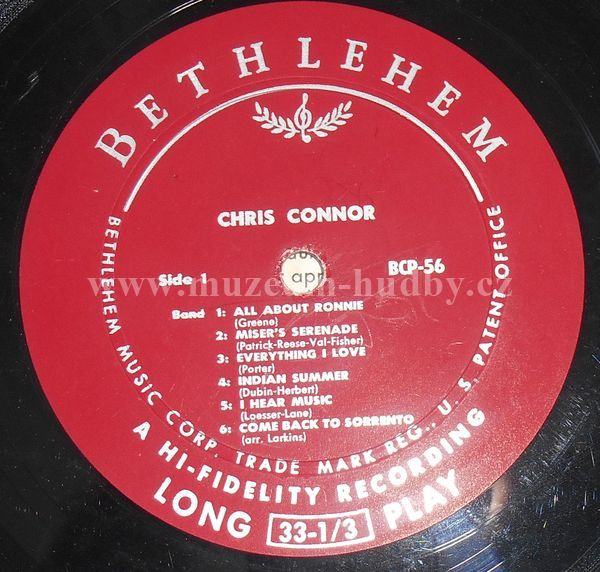 BETHLEHEM
CHRIS CONNOR
Side 1
BCP-56
apr
www.muzeum-hudby.cz
Band 1: ALL ABOUT RONNIE
(Greene)
2: MISER'S SERENADE
(Patrick-Reese-Val-Fisher)
3: EVERYTHING I LOVE
(Porter)
4: INDIAN SUMMER
(Dubin-Herbert)
5: I HEAR MUSIC
(Loesser-Lane)
6: COME BACK TO SORRENTO
(arr. Larkins)
BETHLEHEM MUSIC CORP. TRADE MARK REG., U.S. PATENT OFFICE
A HI-FIDELITY RECORDING
LONG 33-1/3 PLAY